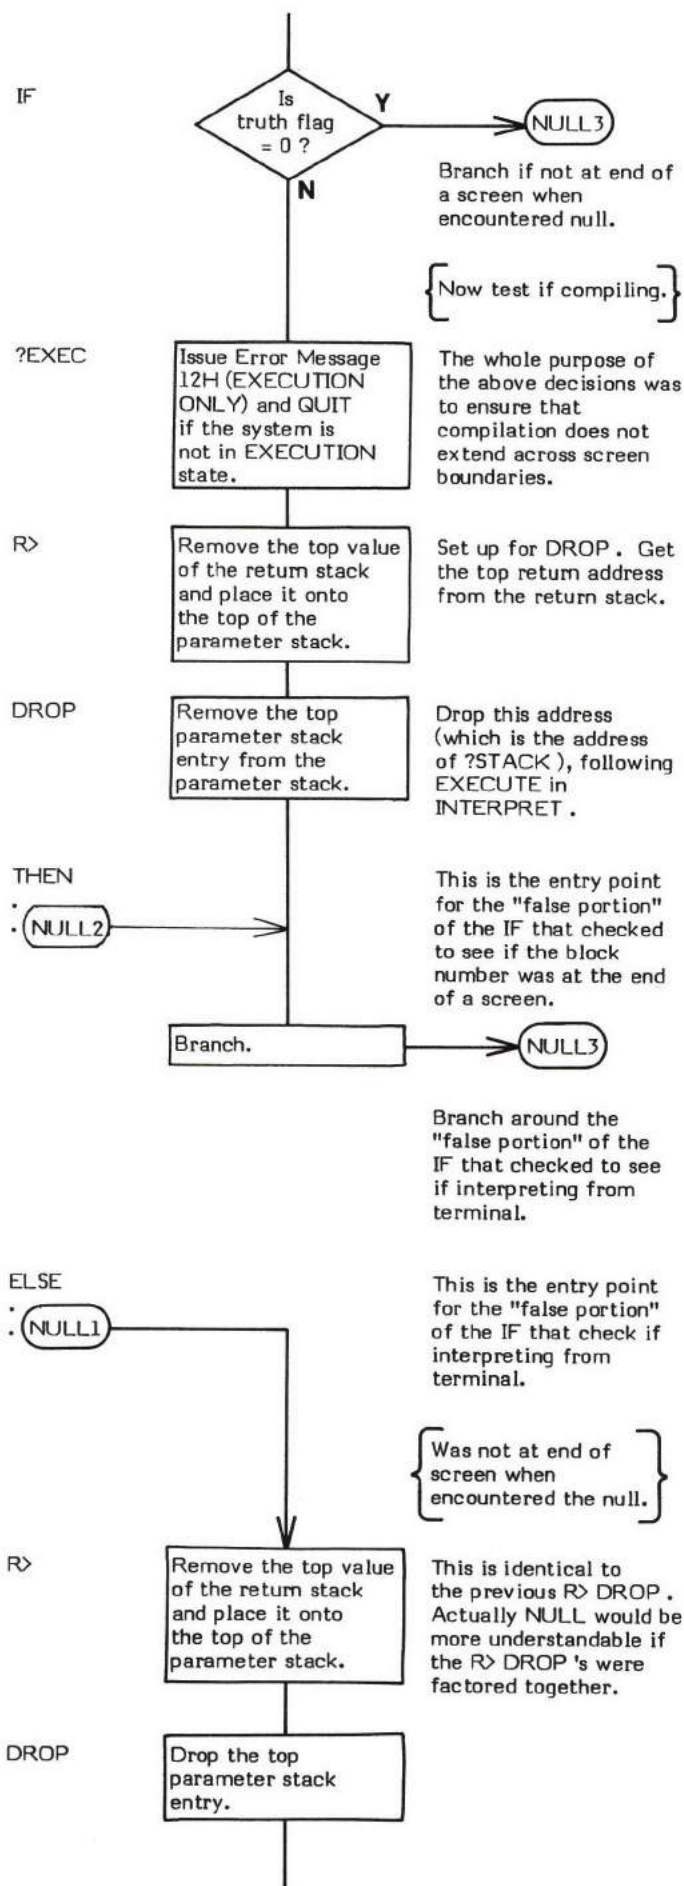 IF
Is
truth flag
= 0 ?
Y
NULL3
N
Branch if not at end of
a screen when
encountered null.
Now test if compiling.
?EXEC
Issue Error Message
12H (EXECUTION
ONLY) and QUIT
if the system is
not in EXECUTION
state.
The whole purpose of
the above decisions was
to ensure that
compilation does not
extend across screen
boundaries.
R>
Remove the top value
of the return stack
and place it onto
the top of the
parameter stack.
Set up for DROP . Get
the top return address
from the return stack.
DROP
Remove the top
parameter stack
entry from the
parameter stack.
Drop this address
(which is the address
of ?STACK ), following
EXECUTE in
INTERPRET .
THEN
: NULL2
This is the entry point
for the "false portion"
of the IF that checked
to see if the block
number was at the end
of a screen.
Branch.
NULL3
Branch around the
"false portion" of the
IF that checked to see
if interpreting from
terminal.
ELSE
: NULL1
This is the entry point
for the "false portion"
of the IF that check if
interpreting from
terminal.
Was not at end of
screen when
encountered the null.
R>
Remove the top value
of the return stack
and place it onto
the top of the
parameter stack.
This is identical to
the previous R> DROP .
Actually NULL would be
more understandable if
the R> DROP 's were
factored together.
DROP
Drop the top
parameter stack
entry.